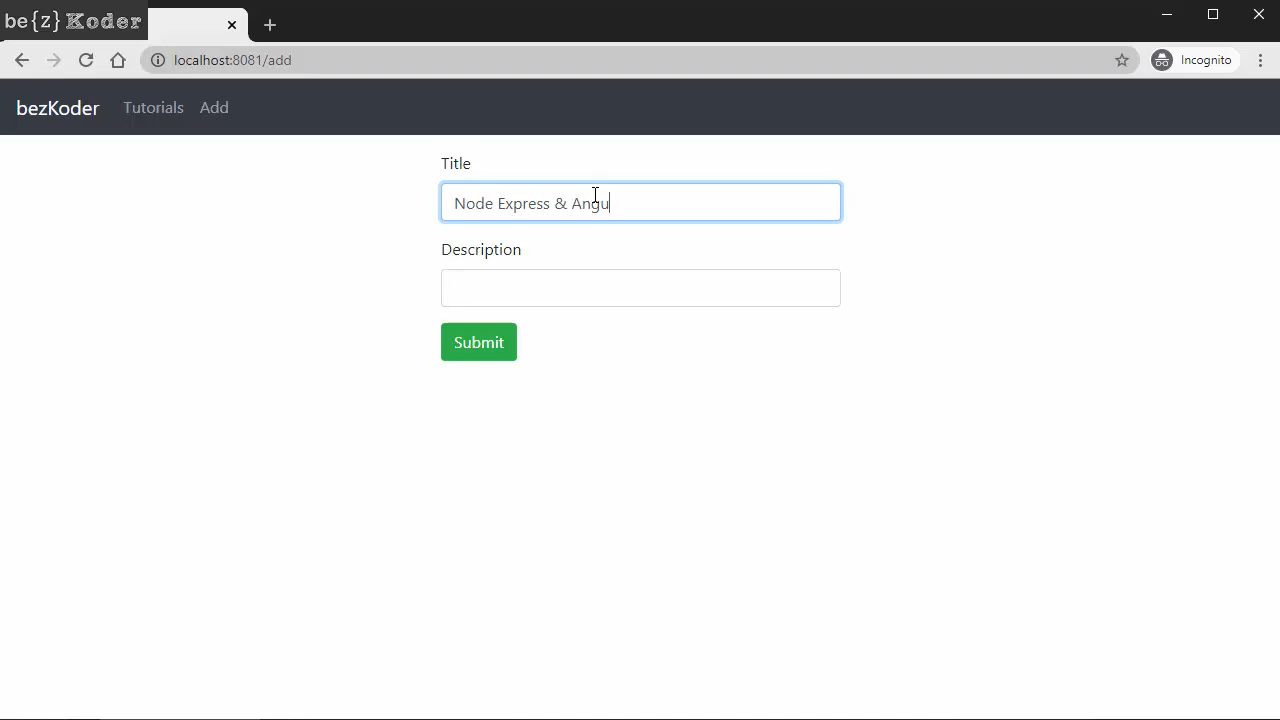 be{z}Koder
localhost:8081/add
Incognito
bezKoder Tutorials Add
Title
Node Express & Angu
Description
Submit